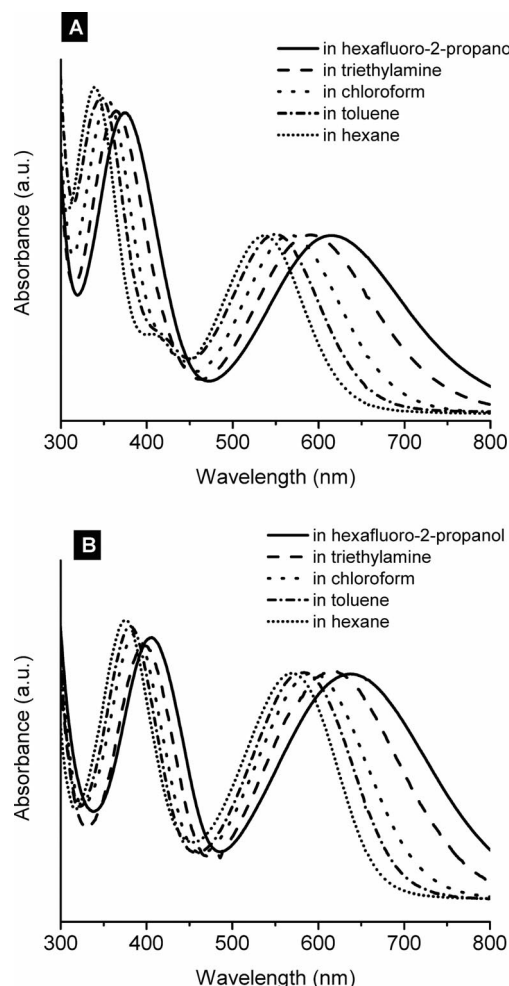 A
in hexafluoro-2-propanol
in triethylamine
in chloroform
in toluene
in hexane
Absorbance (a.u.)
300 400 500 600 700 800
Wavelength (nm)
B
in hexafluoro-2-propanol
in triethylamine
in chloroform
in toluene
in hexane
Absorbance (a.u.)
300 400 500 600 700 800
Wavelength (nm)